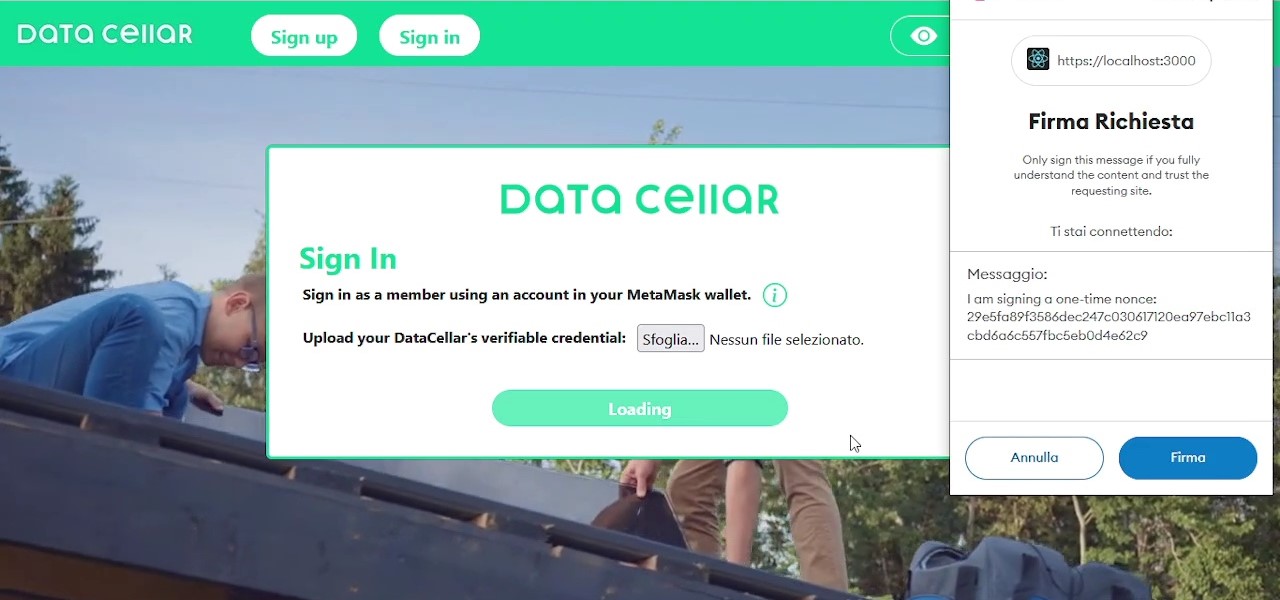 DATA CELLAR
Sign up
Sign in
DATA CELLAR
Sign In
Sign in as a member using an account in your MetaMask wallet.
i
Upload your DataCellar's verifiable credential:
Sfoglia... Nessun file selezionato.
Loading
https://localhost:3000
Firma Richiesta
Only sign this message if you fully
understand the content and trust the
requesting site.
Ti stai connettendo:
Messaggio:
I am signing a one-time nonce:
29e5fa89f3586dec247c030617120ea97ebc11a3
cbd6a6c557fbc5eb0d4e62c9
Annulla
Firma